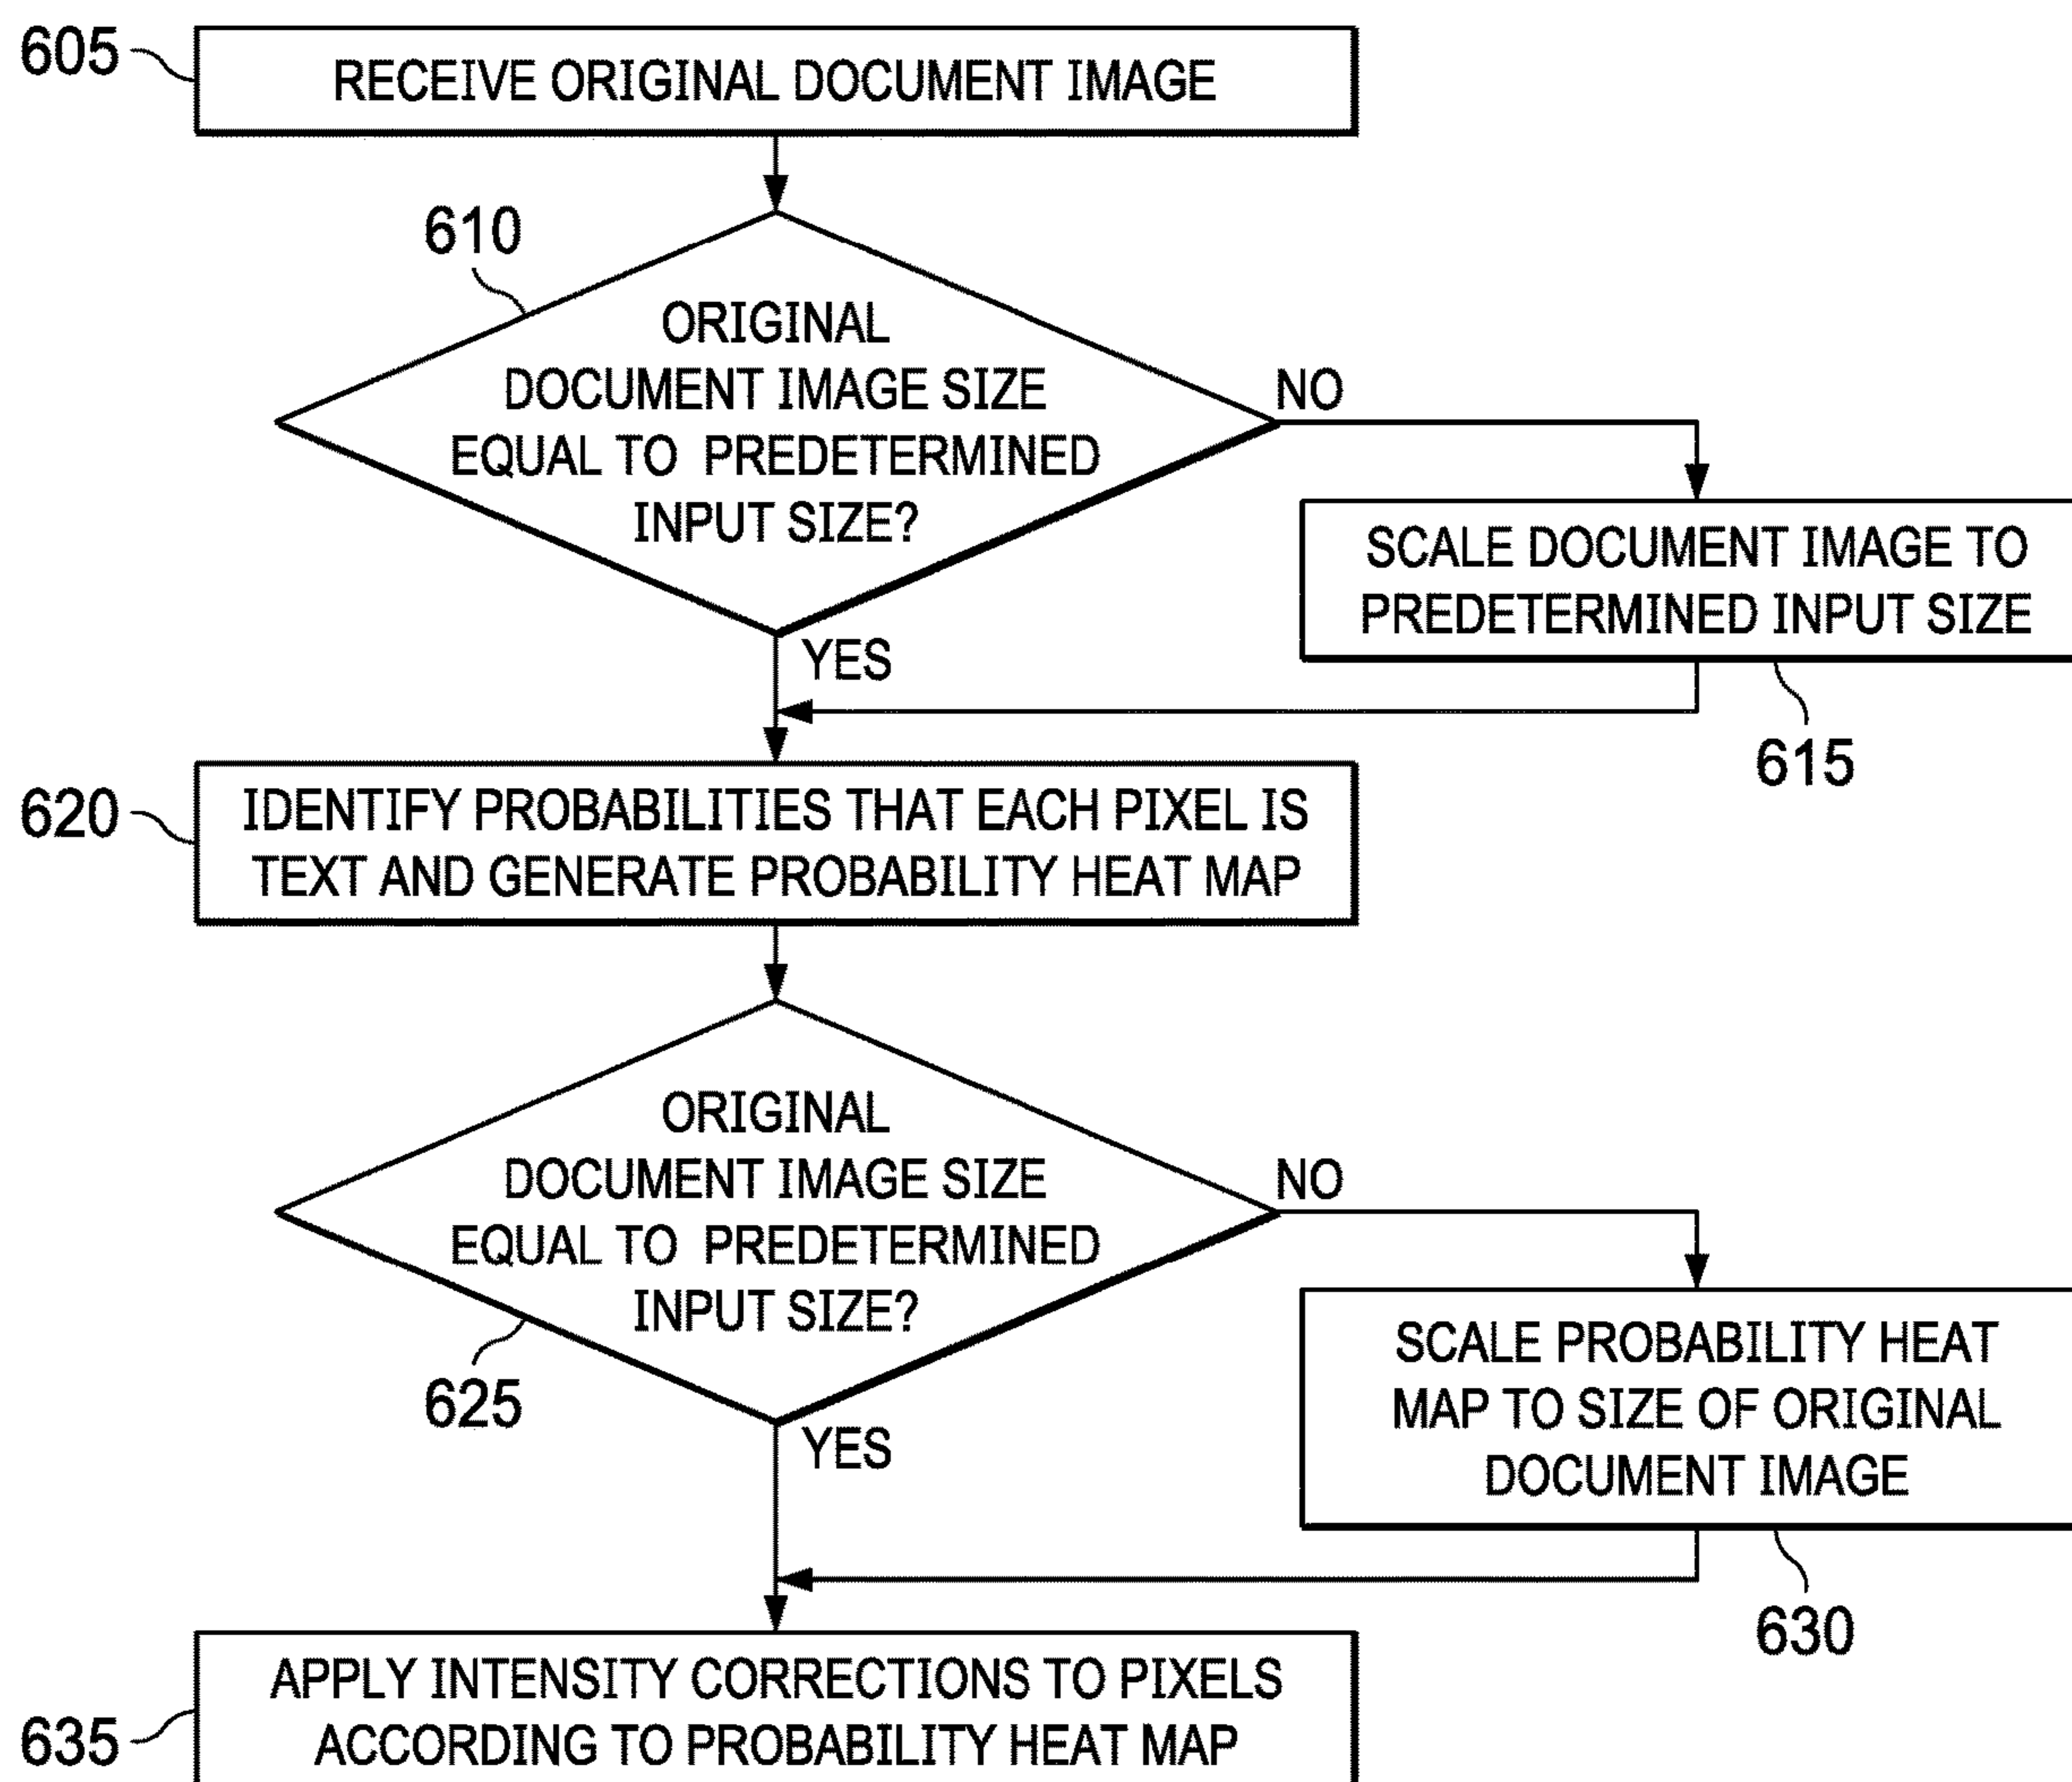 605
RECEIVE ORIGINAL DOCUMENT IMAGE
610
ORIGINAL
DOCUMENT IMAGE SIZE
EQUAL TO PREDETERMINED
INPUT SIZE?
NO
YES
SCALE DOCUMENT IMAGE TO
PREDETERMINED INPUT SIZE
615
620
IDENTIFY PROBABILITIES THAT EACH PIXEL IS
TEXT AND GENERATE PROBABILITY HEAT MAP
ORIGINAL
DOCUMENT IMAGE SIZE
EQUAL TO PREDETERMINED
INPUT SIZE?
NO
625
YES
SCALE PROBABILITY HEAT
MAP TO SIZE OF ORIGINAL
DOCUMENT IMAGE
630
635
APPLY INTENSITY CORRECTIONS TO PIXELS
ACCORDING TO PROBABILITY HEAT MAP